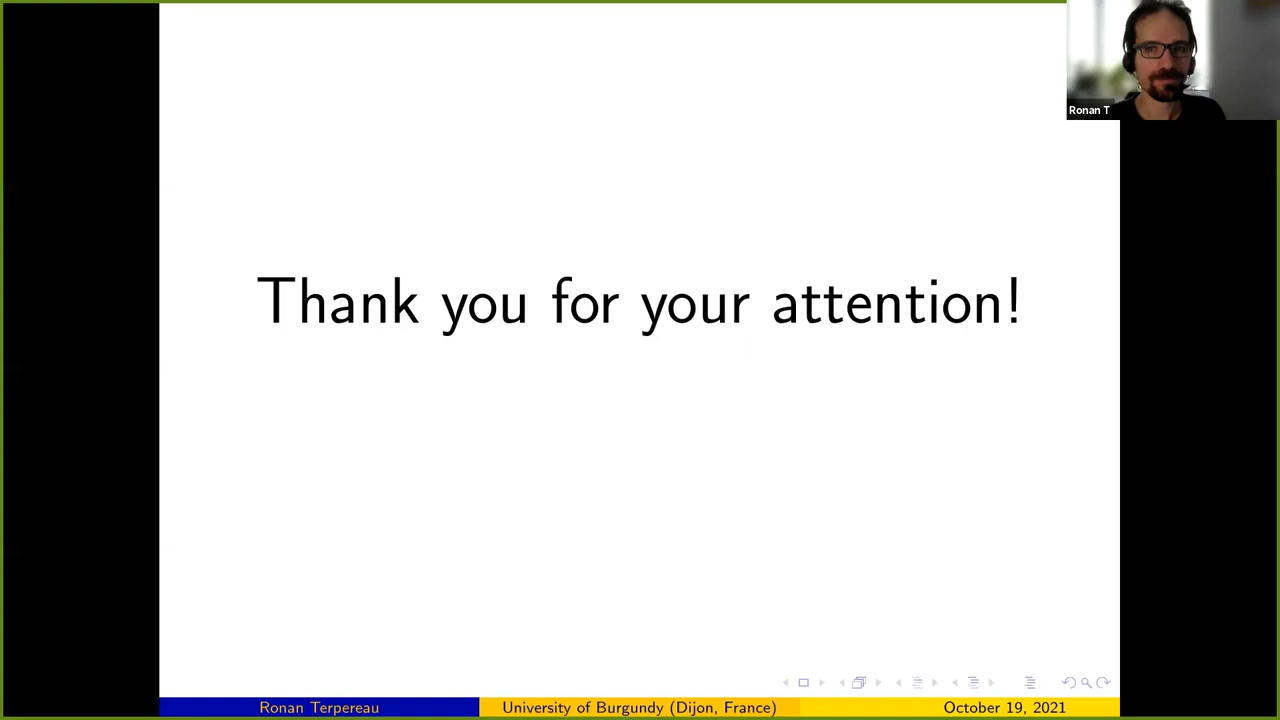 Ronan T
Thank you for your attention!
Ronan Terpereau
University of Burgundy (Dijon, France)
October 19, 2021